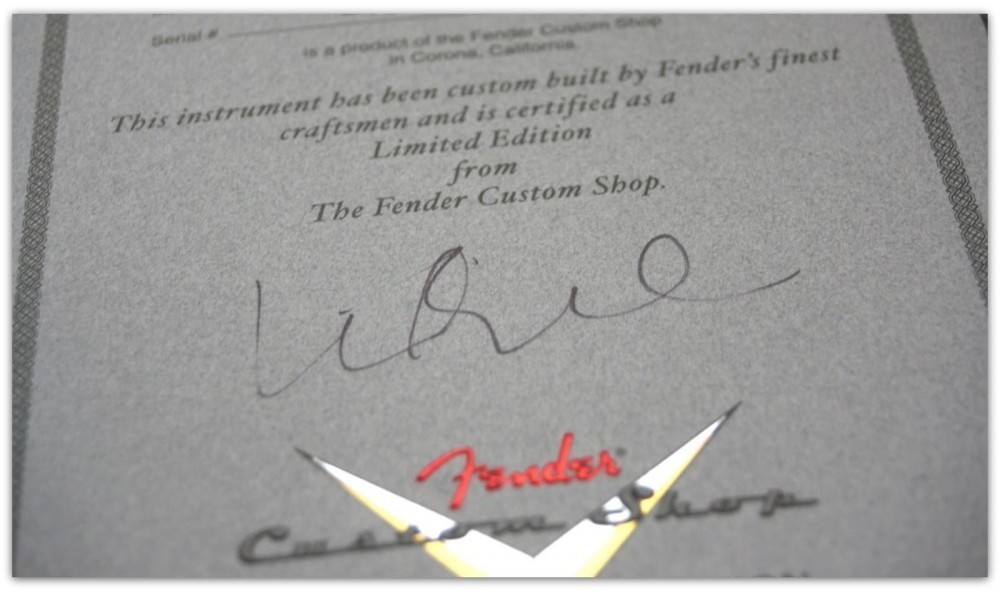 Serial #
is a product of the Fender Custom Shop
in Corona, California.
This instrument has been custom built by Fender's finest
craftsmen and is certified as a
Limited Edition
from
The Fender Custom Shop.
Fender
Custom Shop